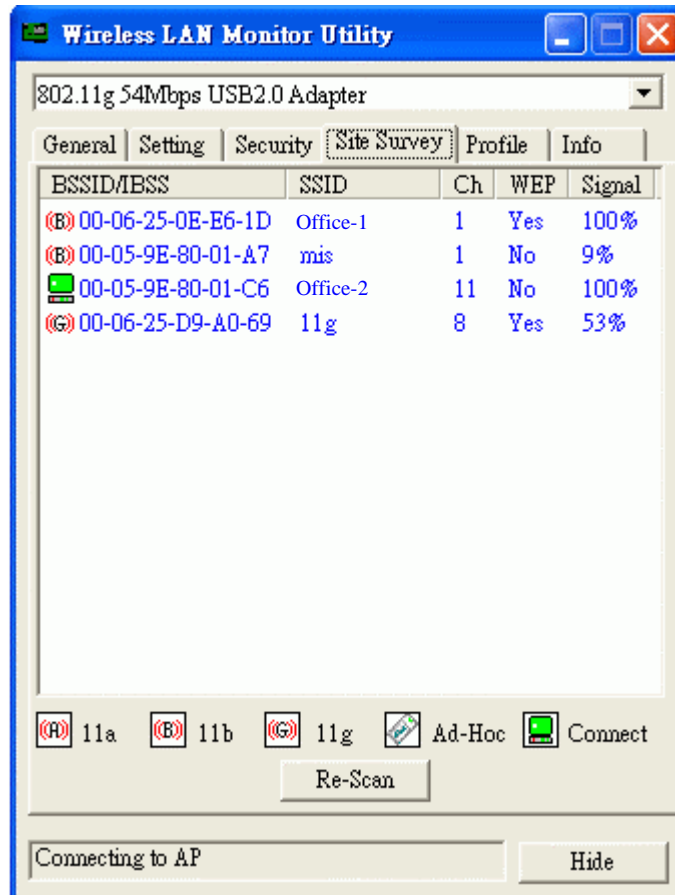 Wireless LAN Monitor Utility
802.11g 54Mbps USB2.0 Adapter
General Setting Security Site Survey Profile Info
BSSID/IBSS SSID Ch WEP Signal
(B) 00-06-25-0E-E6-1D Office-1 1 Yes 100%
(B) 00-05-9E-80-01-A7 mis 1 No 9%
00-05-9E-80-01-C6 Office-2 11 No 100%
(G) 00-06-25-D9-A0-69 11g 8 Yes 53%
(A) 11a (B) 11b (G) 11g Ad-Hoc Connect
Re-Scan
Connecting to AP Hide